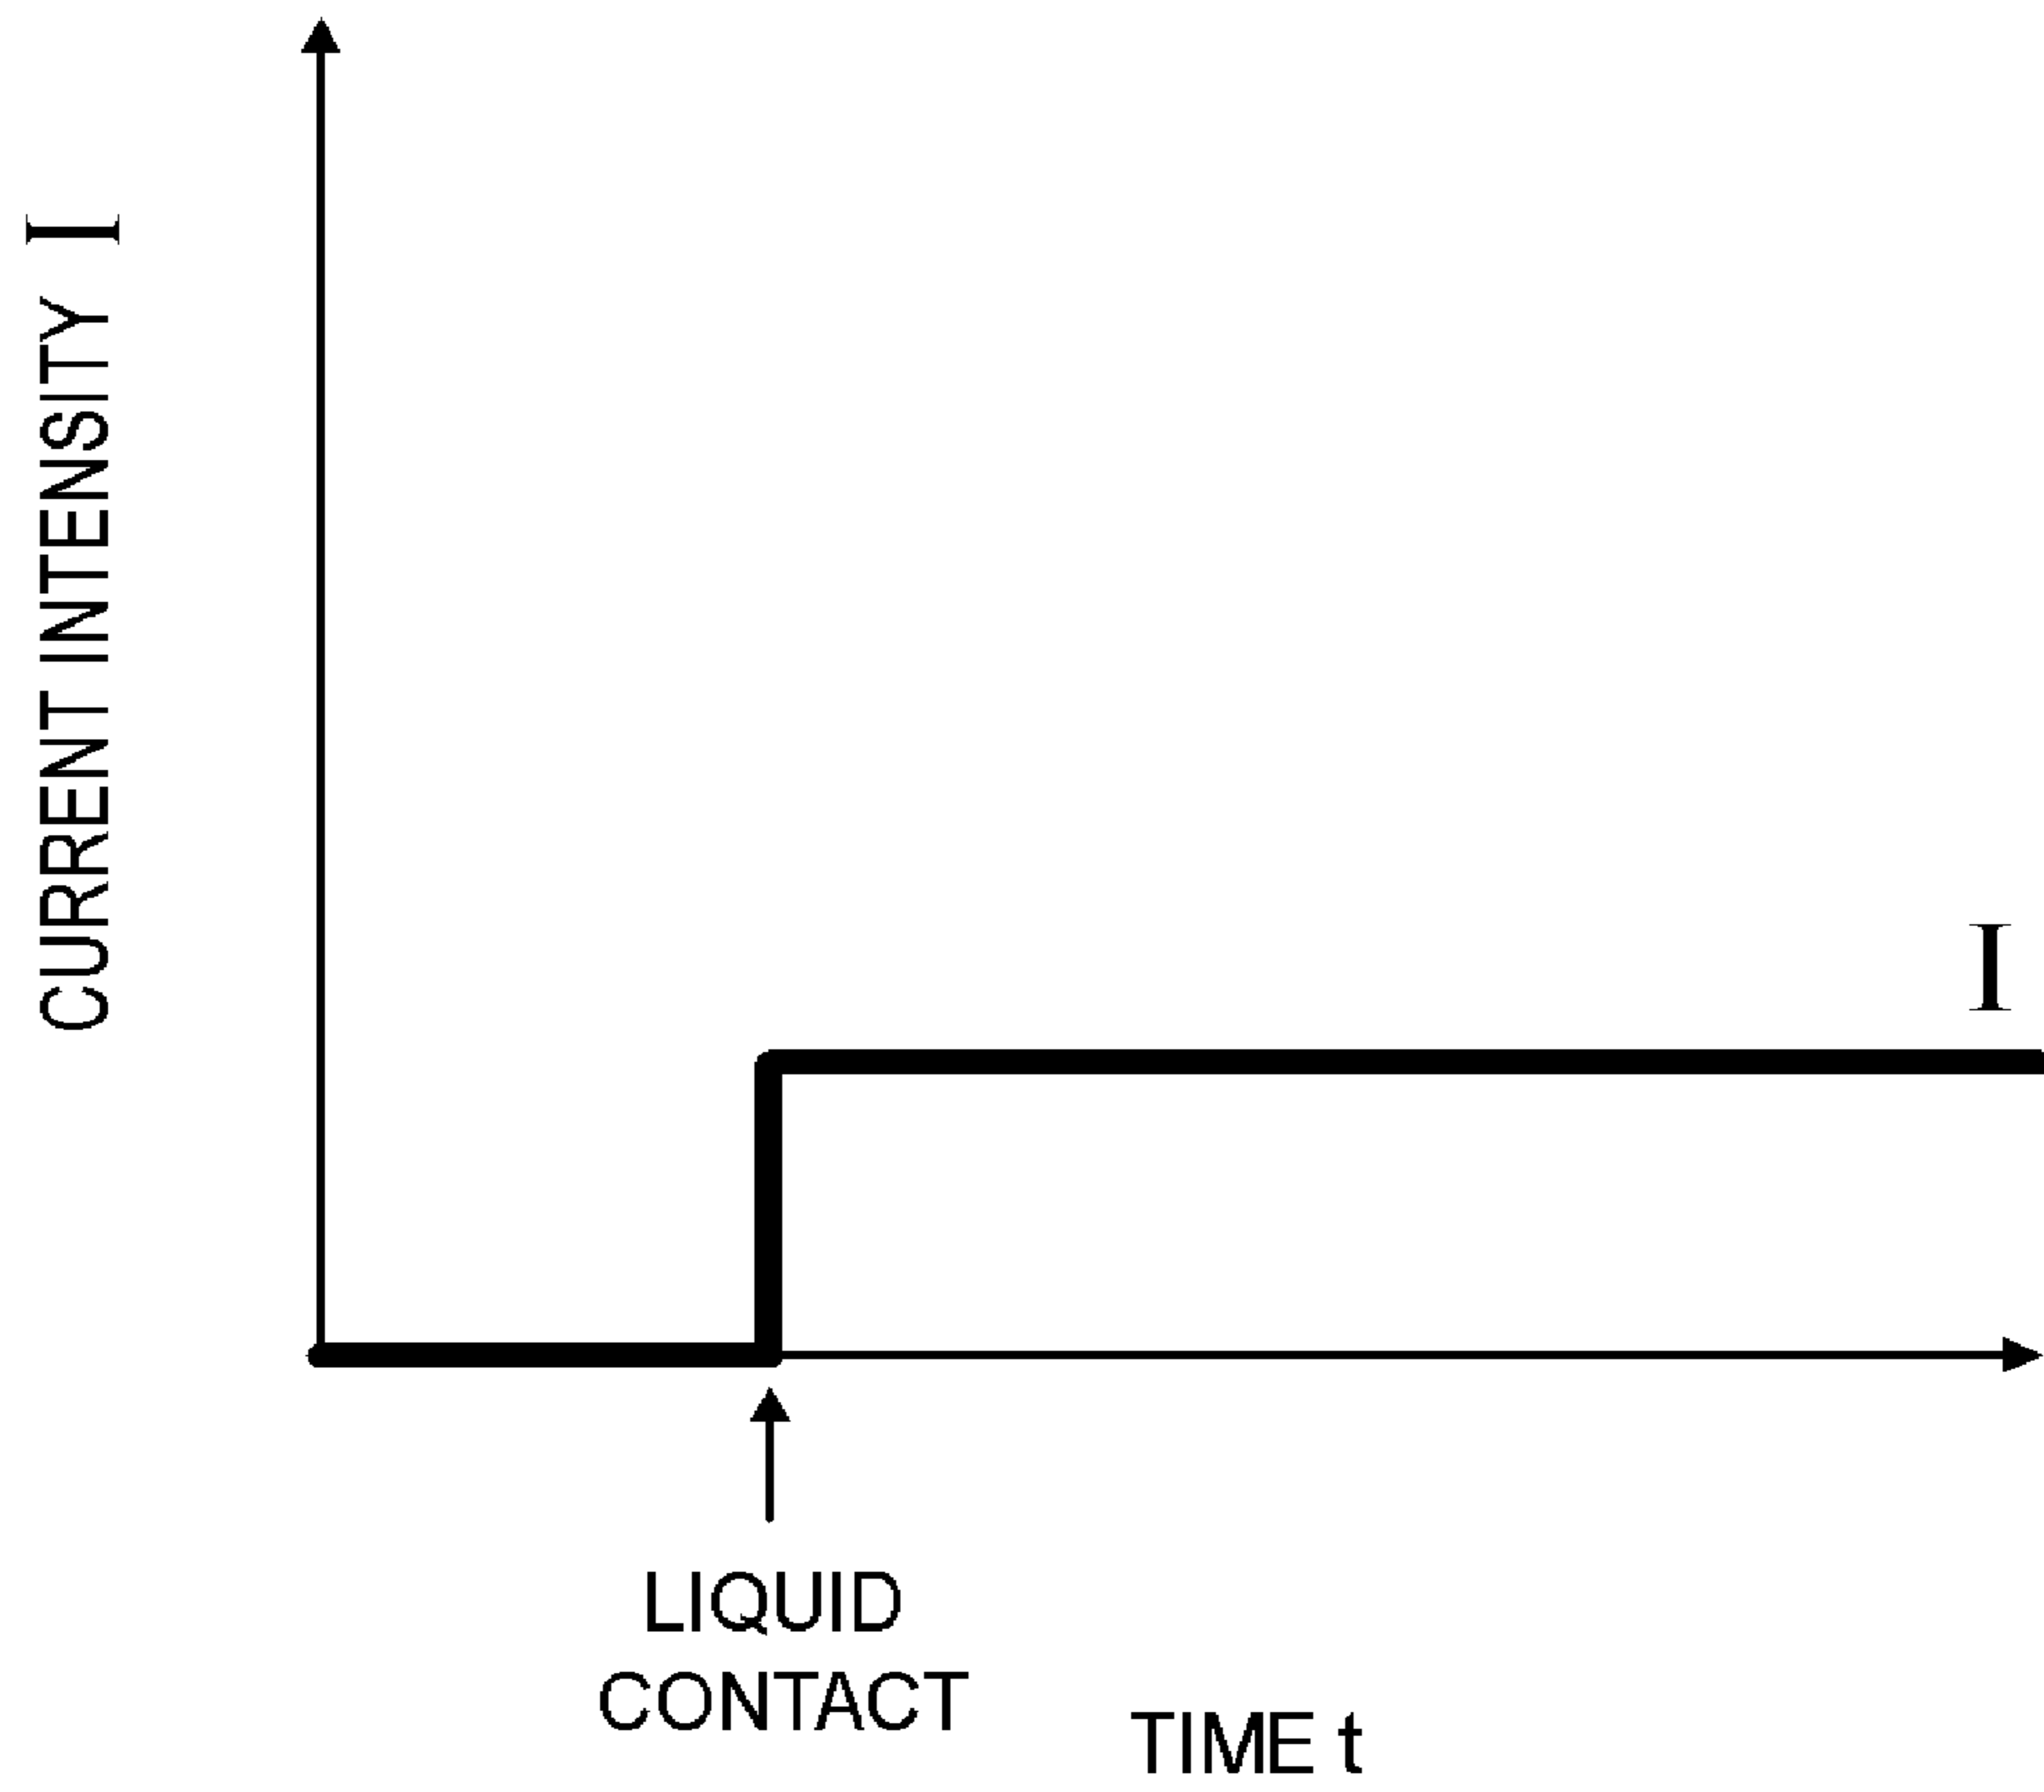 CURRENT INTENSITY I
I
LIQUID
CONTACT
TIME t